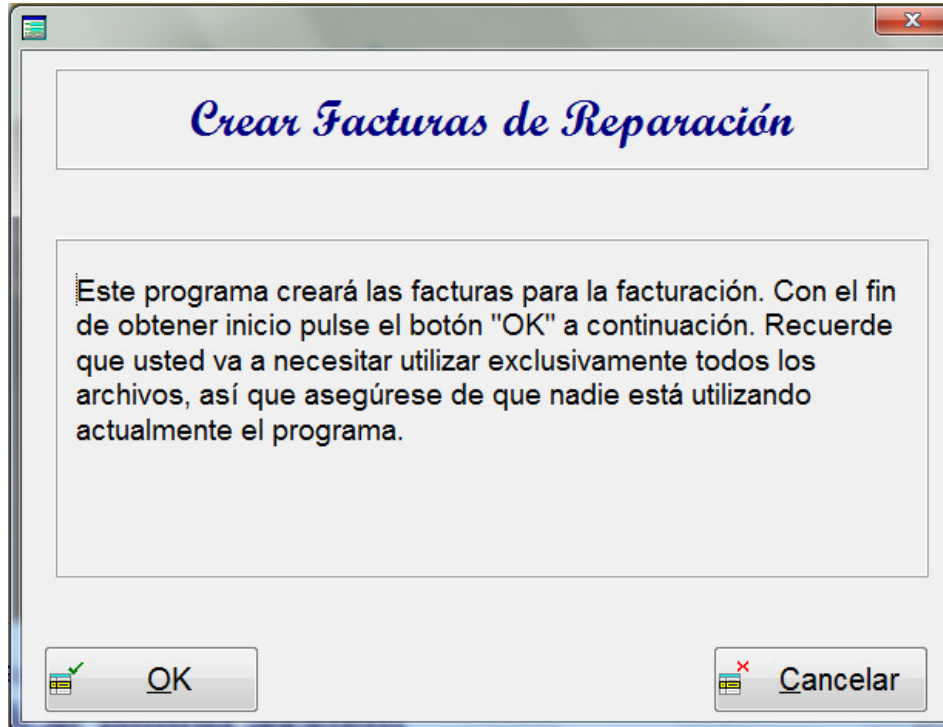 Crear Facturas de Reparación
Este programa creará las facturas para la facturación. Con el fin
de obtener inicio pulse el botón "OK" a continuación. Recuerde
que usted va a necesitar utilizar exclusivamente todos los
archivos, así que asegúrese de que nadie está utilizando
actualmente el programa.
OK
Cancelar